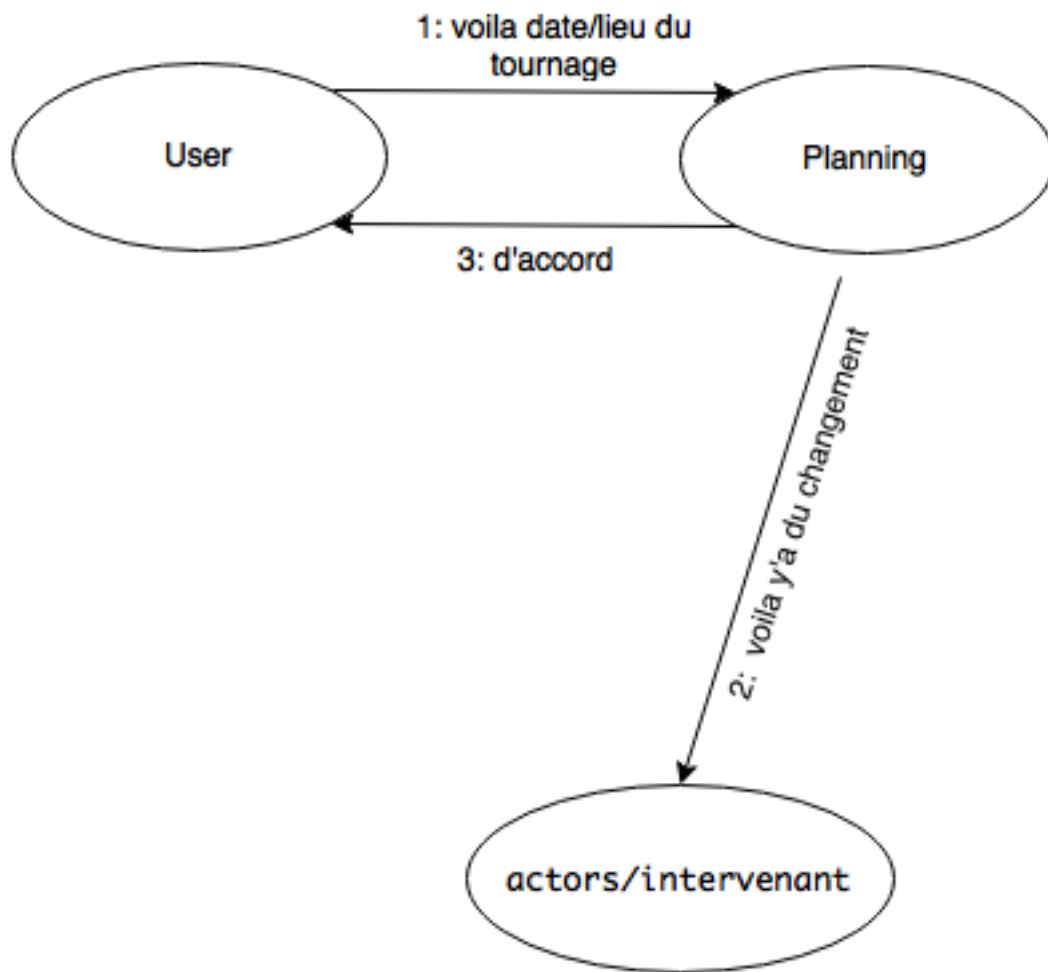 1: voila date/lieu du
tournage
User
Planning
3: d'accord
2: voila y'a du changement
actors/intervenant